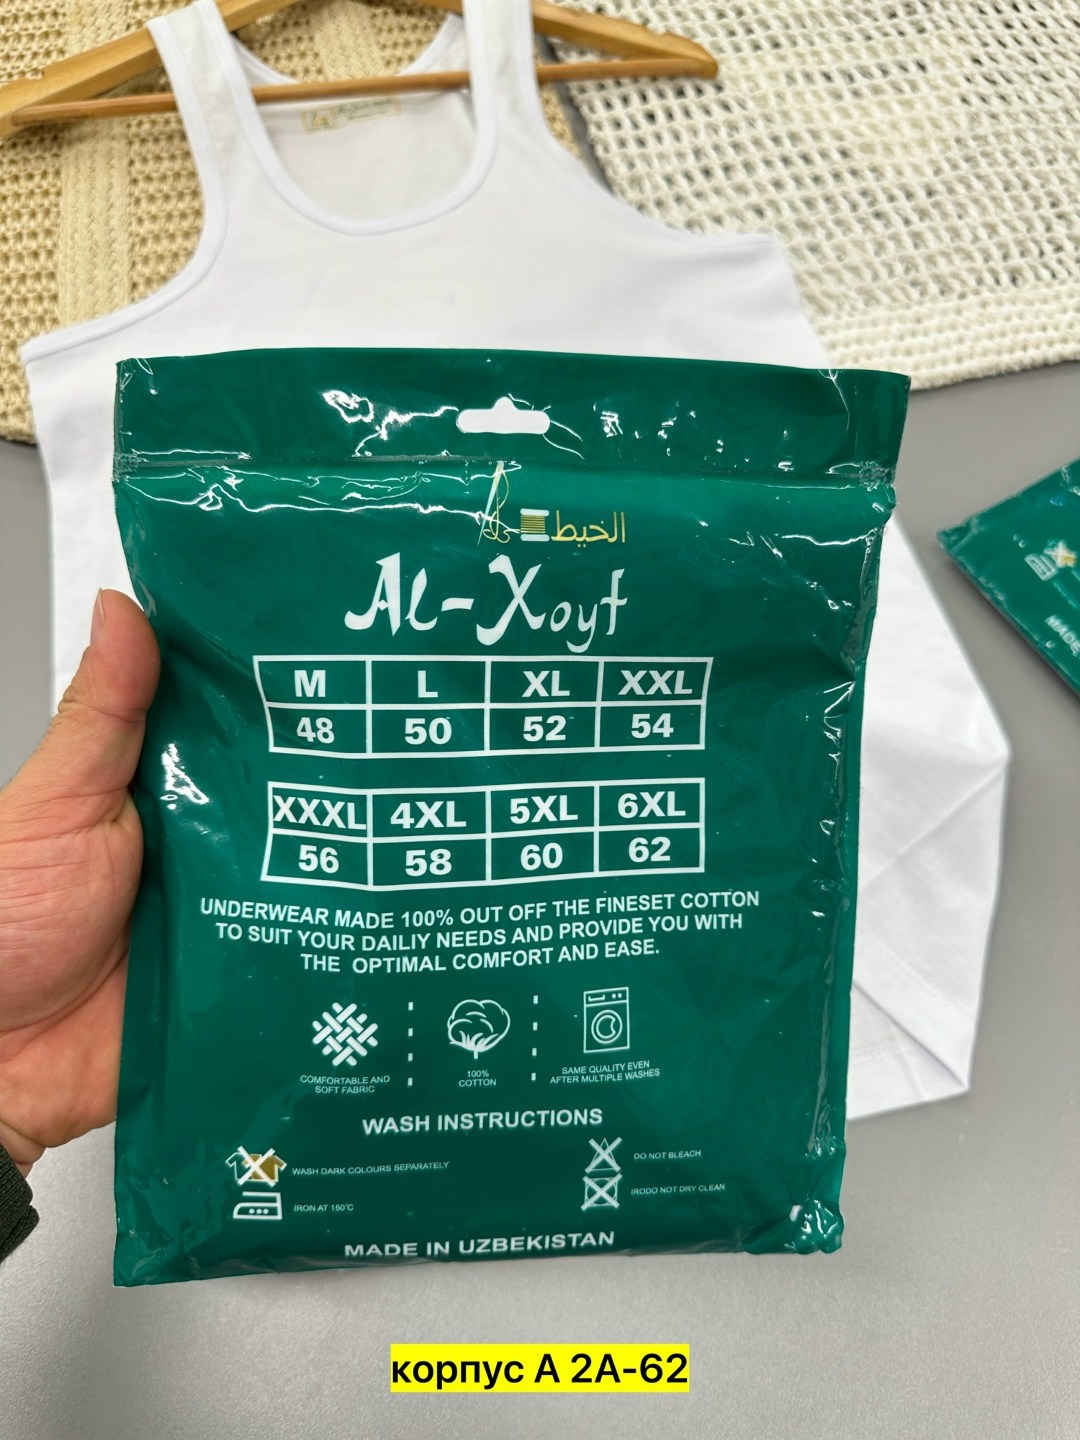 الخيط
Al-Xoyt
M L XL XXL
48 50 52 54
XXXL 4XL 5XL 6XL
56 58 60 62
UNDERWEAR MADE 100% OUT OFF THE FINESET COTTON
TO SUIT YOUR DAILIY NEEDS AND PROVIDE YOU WITH
THE OPTIMAL COMFORT AND EASE.
COMFORTABLE AND
SOFT FABRIC
100%
COTTON
SAME QUALITY EVEN
AFTER MULTIPLE WASHES
WASH INSTRUCTIONS
WASH DARK COLOURS SEPARATELY
DO NOT BLEACH
IRON AT 150°C
IRODO NOT DRY CLEAN
MADE IN UZBEKISTAN
MADE
корпус А 2А-62